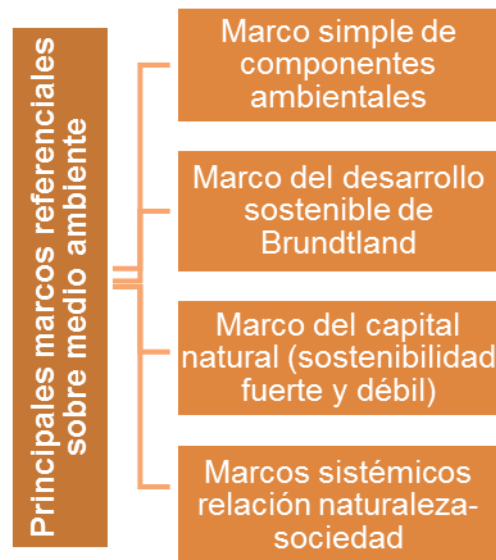 Principales marcos referenciales
sobre medio ambiente
Marco simple de
componentes
ambientales
Marco del desarrollo
sostenible de
Brundtland
Marco del capital
natural (sostenibilidad
fuerte y débil)
Marcos sistémicos
relación naturaleza-
sociedad